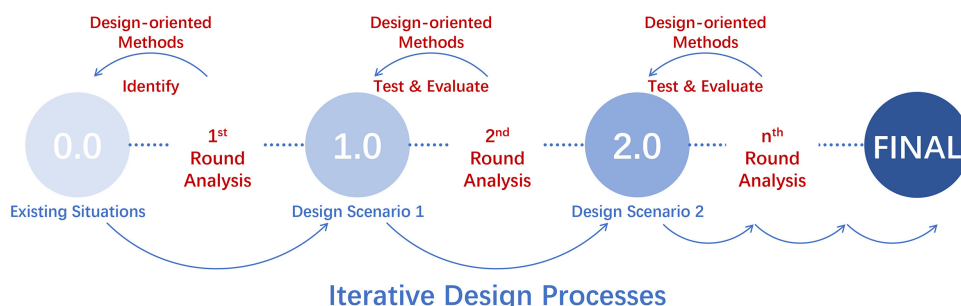 Design-oriented
Methods
Design-oriented
Methods
Design-oriented
Methods
Identify
Test & Evaluate
Test & Evaluate
0.0
1st
Round
Analysis
1.0
2nd
Round
Analysis
2.0
nth
Round
Analysis
FINAL
Existing Situations
Design Scenario 1
Design Scenario 2
Iterative Design Processes